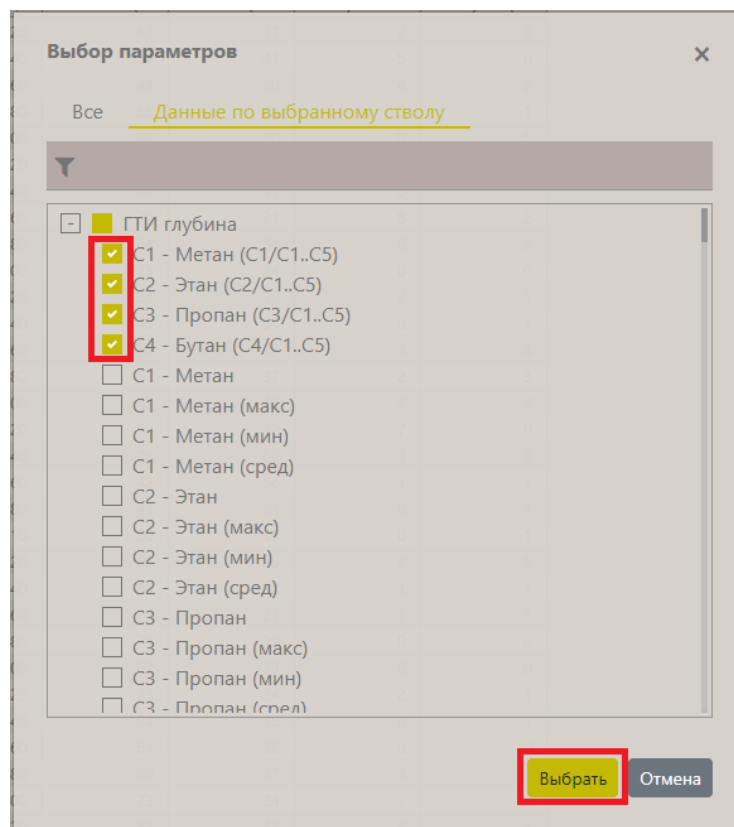 Выбор параметров
Все Данные по выбранному стволу
ГТИ глубина
C1 - Метан (C1/C1..C5)
C2 - Этан (C2/C1..C5)
C3 - Пропан (C3/C1..C5)
C4 - Бутан (C4/C1..C5)
C1 - Метан
C1 - Метан (макс)
C1 - Метан (мин)
C1 - Метан (сред)
C2 - Этан
C2 - Этан (макс)
C2 - Этан (мин)
C2 - Этан (сред)
C3 - Пропан
C3 - Пропан (макс)
C3 - Пропан (мин)
C3 - Пропан (сред)
Выбрать Отмена